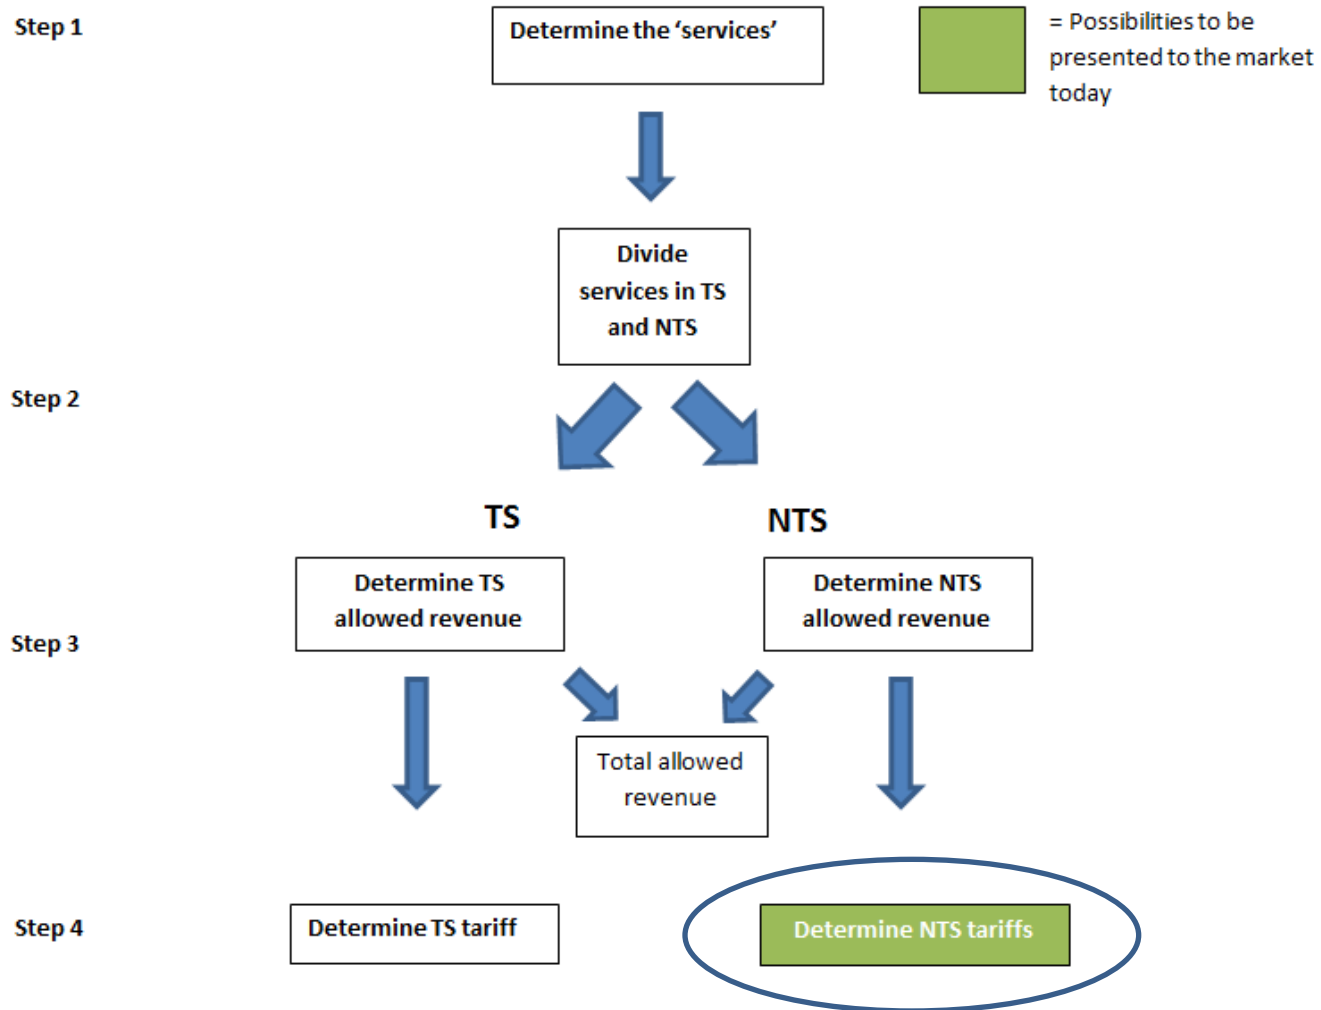 Step 1
Determine the ‘services’
= Possibilities to be
presented to the market
today
Divide
services in TS
and NTS
Step 2
TS
NTS
Determine TS
allowed revenue
Determine NTS
allowed revenue
Step 3
Total allowed
revenue
Step 4
Determine TS tariff
Determine NTS tariffs